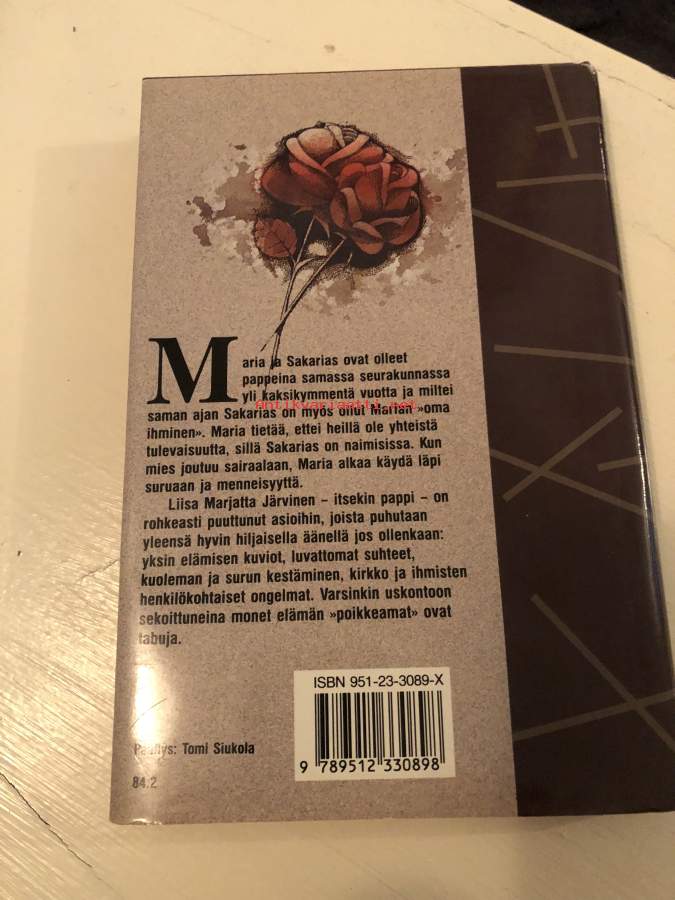 Maria ja Sakarias ovat olleet
pappeina samassa seurakunnassa
yli kaksikymmentä vuotta ja miltei
antikvariaatti.net
saman ajan Sakarias on myös ollut Marian »oma
ihminen». Maria tietää, ettei heillä ole yhteistä
tulevaisuutta, sillä Sakarias on naimisissa. Kun
mies joutuu sairaalaan, Maria alkaa käydä läpi
suruaan ja menneisyyttä.
Liisa Marjatta Järvinen – itsekin pappi – on
rohkeasti puuttunut asioihin, joista puhutaan
yleensä hyvin hiljaisella äänellä jos ollenkaan:
yksin elämisen kuviot, luvattomat suhteet,
kuoleman ja surun kestäminen, kirkko ja ihmisten
henkilökohtaiset ongelmat. Varsinkin uskontoon
sekoittuneina monet elämän »poikkeamat» ovat
tabuja.
ISBN 951-23-3089-X
9 789512 330898
Päällys: Tomi Siukola
84.2